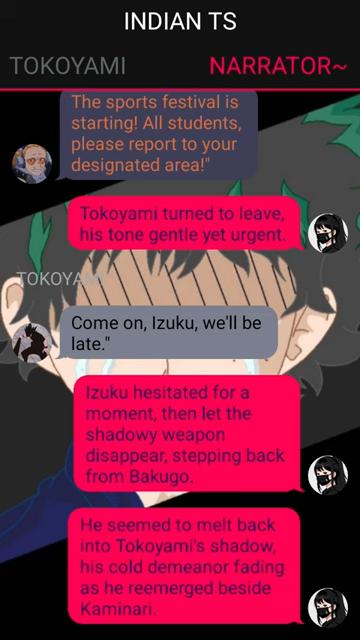 INDIAN TS
TOKOYAMI NARRATOR~
The sports festival is
starting! All students,
please report to your
designated area!"
Tokoyami turned to leave,
his tone gentle yet urgent.
TOKOYAMI
Come on, Izuku, we'll be
late."
Izuku hesitated for a
moment, then let the
shadowy weapon
disappear, stepping back
from Bakugo.
He seemed to melt back
into Tokoyami's shadow,
his cold demeanor fading
as he reemerged beside
Kaminari.